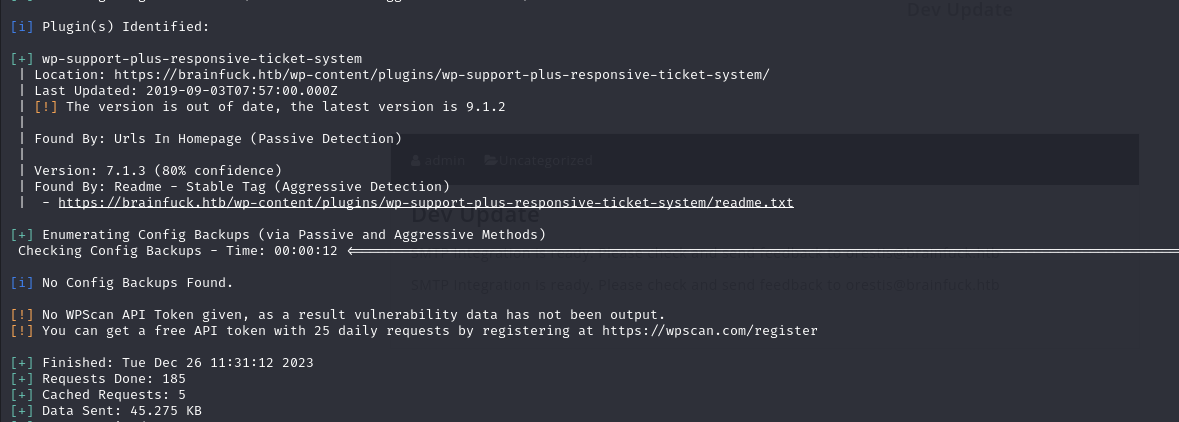 Dev Update
[i] Plugin(s) Identified:
[+] wp-support-plus-responsive-ticket-system
| Location: https://brainfuck.htb/wp-content/plugins/wp-support-plus-responsive-ticket-system/
| Last Updated: 2019-09-03T07:57:00.000Z
| [!] The version is out of date, the latest version is 9.1.2
|
| Found By: Urls In Homepage (Passive Detection)
|
admin Uncategorized
| Version: 7.1.3 (80% confidence)
| Found By: Readme - Stable Tag (Aggressive Detection)
|  - https://brainfuck.htb/wp-content/plugins/wp-support-plus-responsive-ticket-system/readme.txt
Dev Update
[+] Enumerating Config Backups (via Passive and Aggressive Methods)
Checking Config Backups - Time: 00:00:12 <=====================================
[i] No Config Backups Found.
SMTP Integration is ready. Please check and send feedback to orestis@brainfuck.htb
[!] No WPScan API Token given, as a result vulnerability data has not been output.
[!] You can get a free API token with 25 daily requests by registering at https://wpscan.com/register
[+] Finished: Tue Dec 26 11:31:12 2023
[+] Requests Done: 185
[+] Cached Requests: 5
[+] Data Sent: 45.275 KB